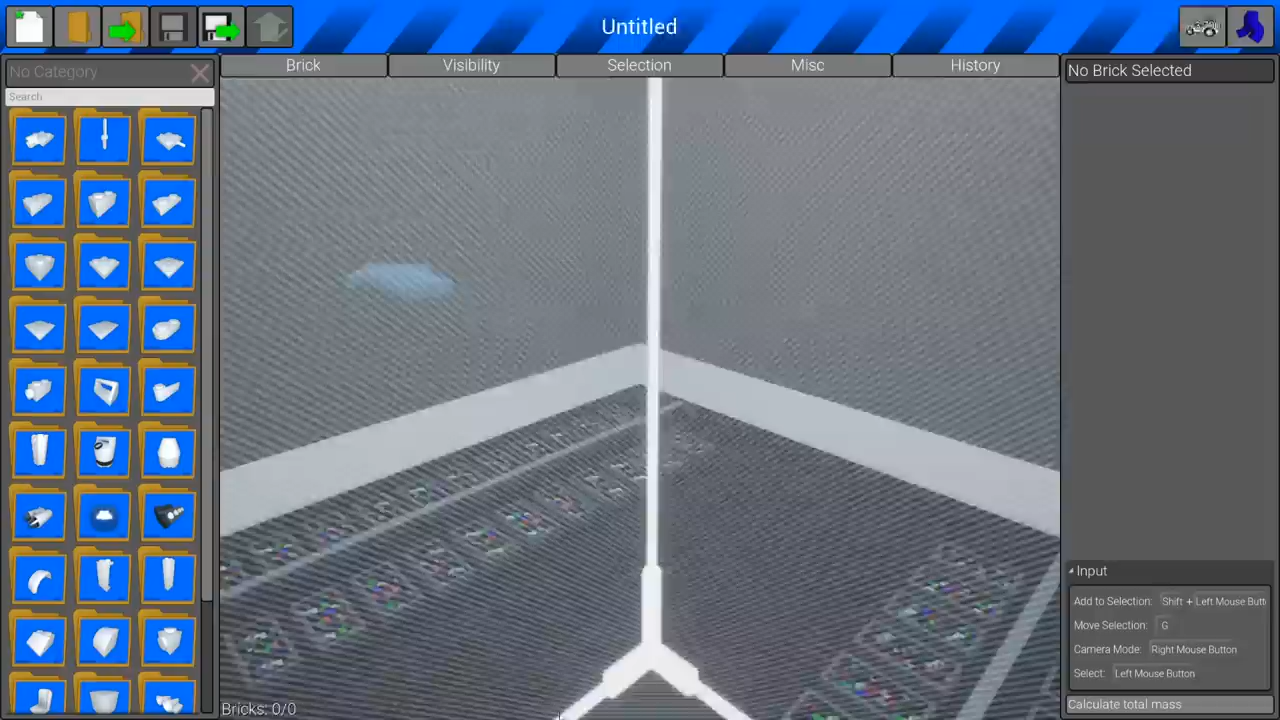 Untitled
No Category
Search
Brick
Visibility
Selection
Misc
History
No Brick Selected
Bricks: 0/0
Input
Add to Selection: Shift + Left Mouse Butt
Move Selection: G
Camera Mode: Right Mouse Button
Select: Left Mouse Button
Calculate total mass